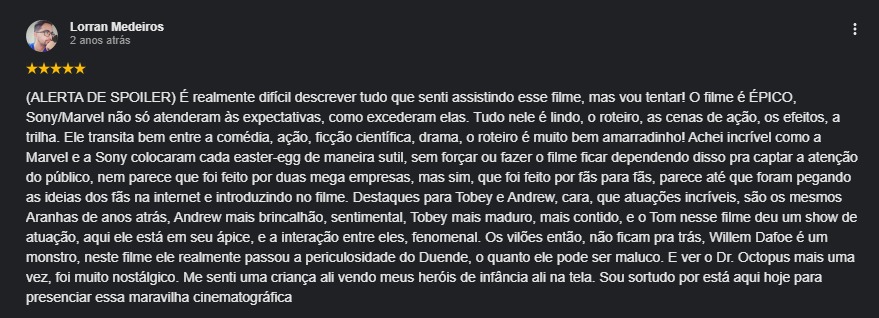 Lorran Medeiros
2 anos atrás
(ALERTA DE SPOILER) É realmente difícil descrever tudo que senti assistindo esse filme, mas vou tentar! O filme é ÉPICO,
Sony/Marvel não só atenderam às expectativas, como excederam elas. Tudo nele é lindo, o roteiro, as cenas de ação, os efeitos, a
trilha. Ele transita bem entre a comédia, ação, ficção científica, drama, o roteiro é muito bem amarradinho! Achei incrível como a
Marvel e a Sony colocaram cada easter-egg de maneira sutil, sem forçar ou fazer o filme ficar dependendo disso pra captar a atenção
do público, nem parece que foi feito por duas mega empresas, mas sim, que foi feito por fãs para fãs, parece até que foram pegando
as ideias dos fãs na internet e introduzindo no filme. Destaques para Tobey e Andrew, cara, que atuações incríveis, são os mesmos
Aranhas de anos atrás, Andrew mais brincalhão, sentimental, Tobey mais maduro, mais contido, e o Tom nesse filme deu um show de
atuação, aqui ele está em seu ápice, e a interação entre eles, fenomenal. Os vilões então, não ficam pra trás, Willem Dafoe é um
monstro, neste filme ele realmente passou a periculosidade do Duende, o quanto ele pode ser maluco. E ver o Dr. Octopus mais uma
vez, foi muito nostálgico. Me senti uma criança ali vendo meus heróis de infância ali na tela. Sou sortudo por está aqui hoje para
presenciar essa maravilha cinematográfica